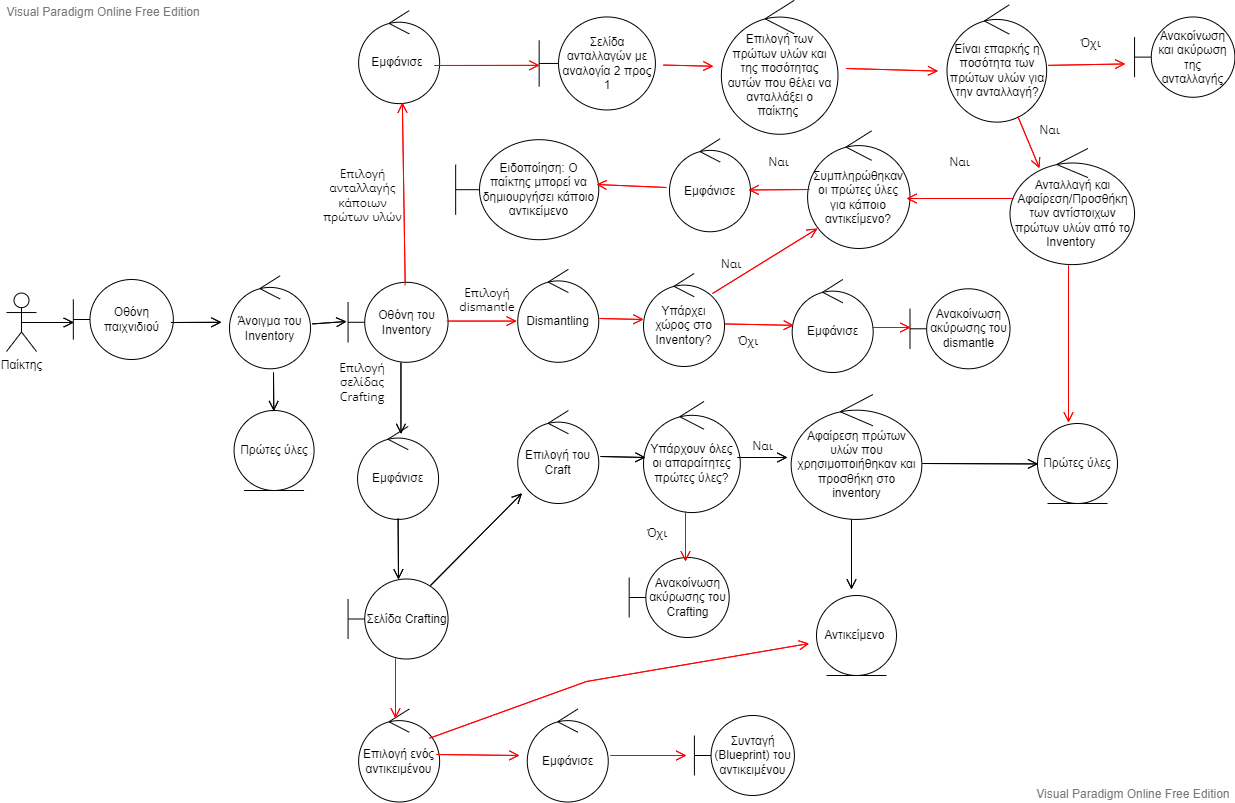 Visual Paradigm Online Free Edition
Εμφάνισε
Σελίδα
ανταλλαγών με
αναλογία 2 προς
1
Επιλογή των
πρώτων υλών και
της ποσότητας
αυτών που θέλει να
ανταλλάξει ο
παίκτης
Είναι επαρκής η
ποσότητα των
πρώτων υλών για
την ανταλλαγή?
Όχι
Ανακοίνωση
και ακύρωση
της
ανταλλαγής
Ναι
Επιλογή
ανταλλαγής
κάποιων
πρώτων υλών
Ειδοποίηση: Ο
παίκτης μπορεί να
δημιουργήσει κάποιο
αντικείμενο
Εμφάνισε
Ναι
Συμπληρώθηκαν
οι πρώτες ύλες
για κάποιο
αντικείμενο?
Ναι
Ανταλλαγή και
Αφαίρεση/Προσθήκη
των αντίστοιχων
πρώτων υλών από το
Inventory
Παίκτης
Οθόνη
παιχνιδιού
Άνοιγμα του
Inventory
Οθόνη του
Inventory
Επιλογή
dismantle
Dismantling
Υπάρχει
χώρος στο
Inventory?
Ναι
Όχι
Εμφάνισε
Ανακοίνωση
ακύρωσης του
dismantle
Επιλογή
σελίδας
Crafting
Πρώτες ύλες
Εμφάνισε
Επιλογή του
Craft
Υπάρχουν όλες
οι απαραίτητες
πρώτες ύλες?
Ναι
Αφαίρεση πρώτων
υλών που
χρησιμοποιήθηκαν και
προσθήκη στο
inventory
Πρώτες ύλες
Όχι
Ανακοίνωση
ακύρωσης του
Crafting
Σελίδα Crafting
Αντικείμενο
Επιλογή ενός
αντικειμένου
Εμφάνισε
Συνταγή
(Blueprint) του
αντικειμένου
Visual Paradigm Online Free Edition